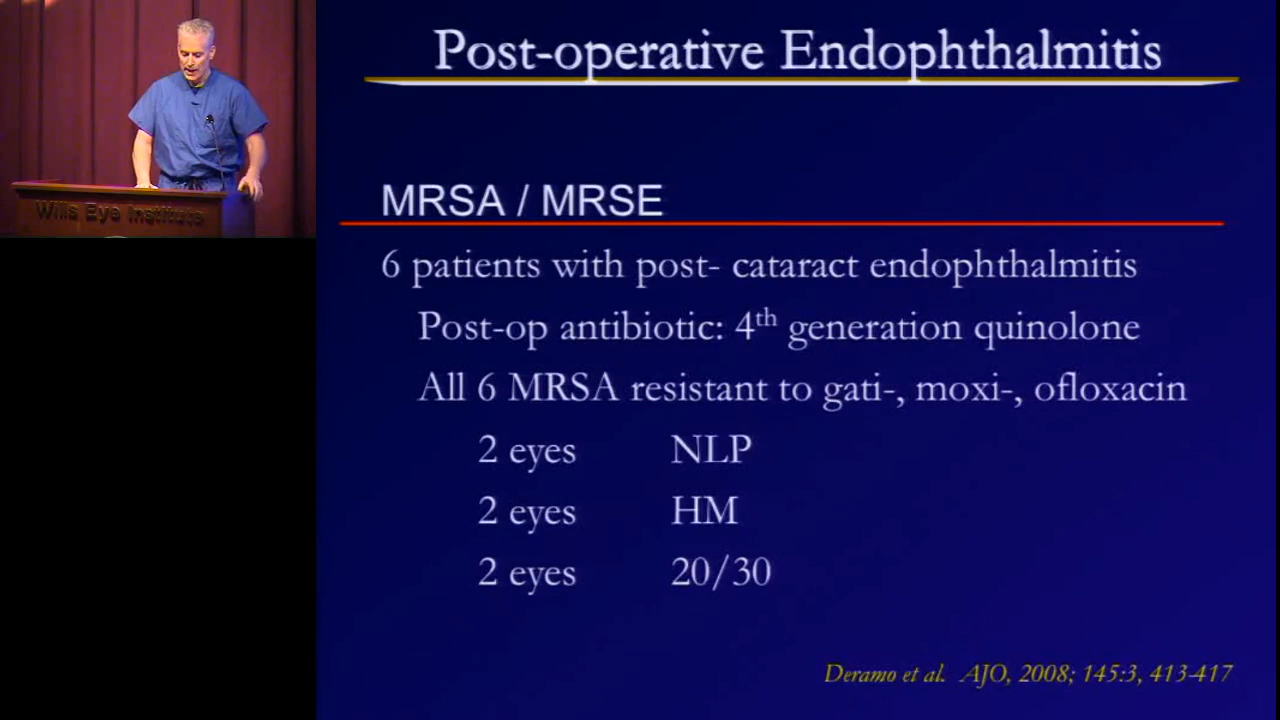 Post-operative Endophthalmitis
Wills Eye Institute
MRSA / MRSE
6 patients with post- cataract endophthalmitis
Post-op antibiotic: 4th generation quinolone
All 6 MRSA resistant to gati-, moxi-, ofloxacin
2 eyes NLP
2 eyes HM
2 eyes 20/30
Deramo et al. AJO, 2008; 145:3, 413-417